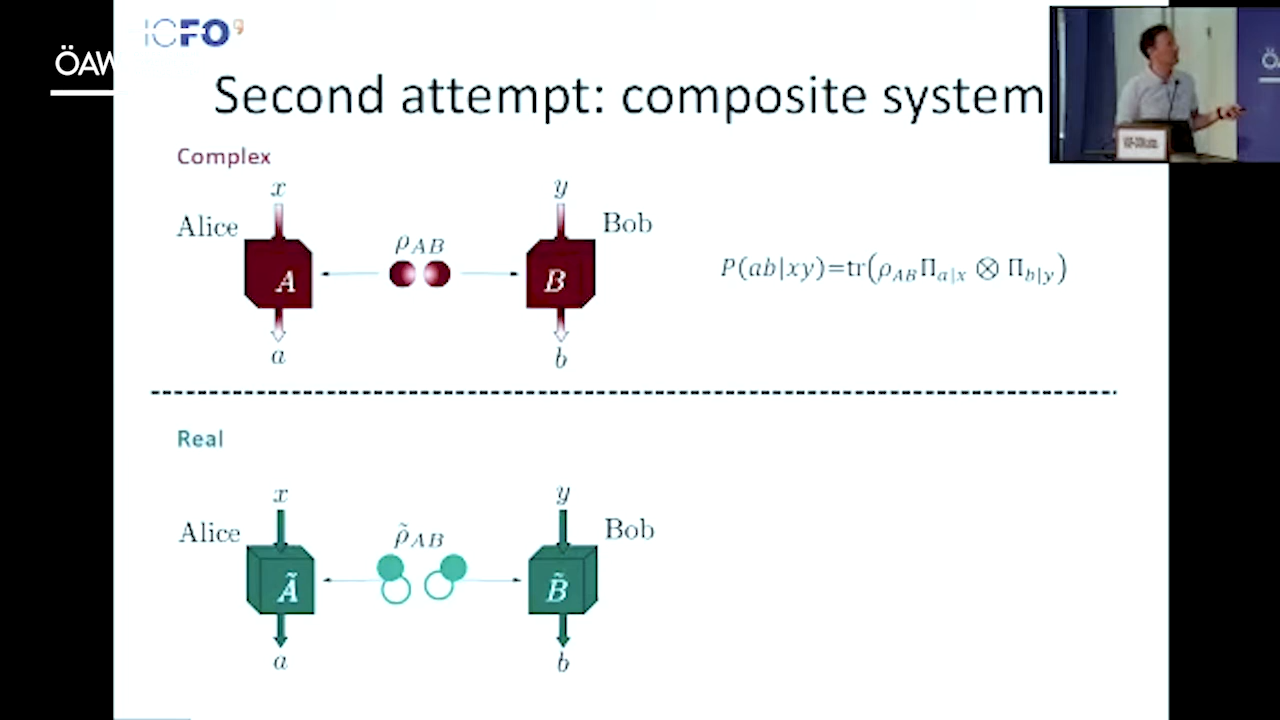 ICFO
ÖAW
Second attempt: composite system
Complex
x
y
Alice
Bob
ρ_AB
A
B
P(ab|xy)=tr(ρ_AB Π_a|x ⊗ Π_b|y)
a
b
Real
x
y
Alice
Bob
ρ̃_AB
Ã
B̃
a
b